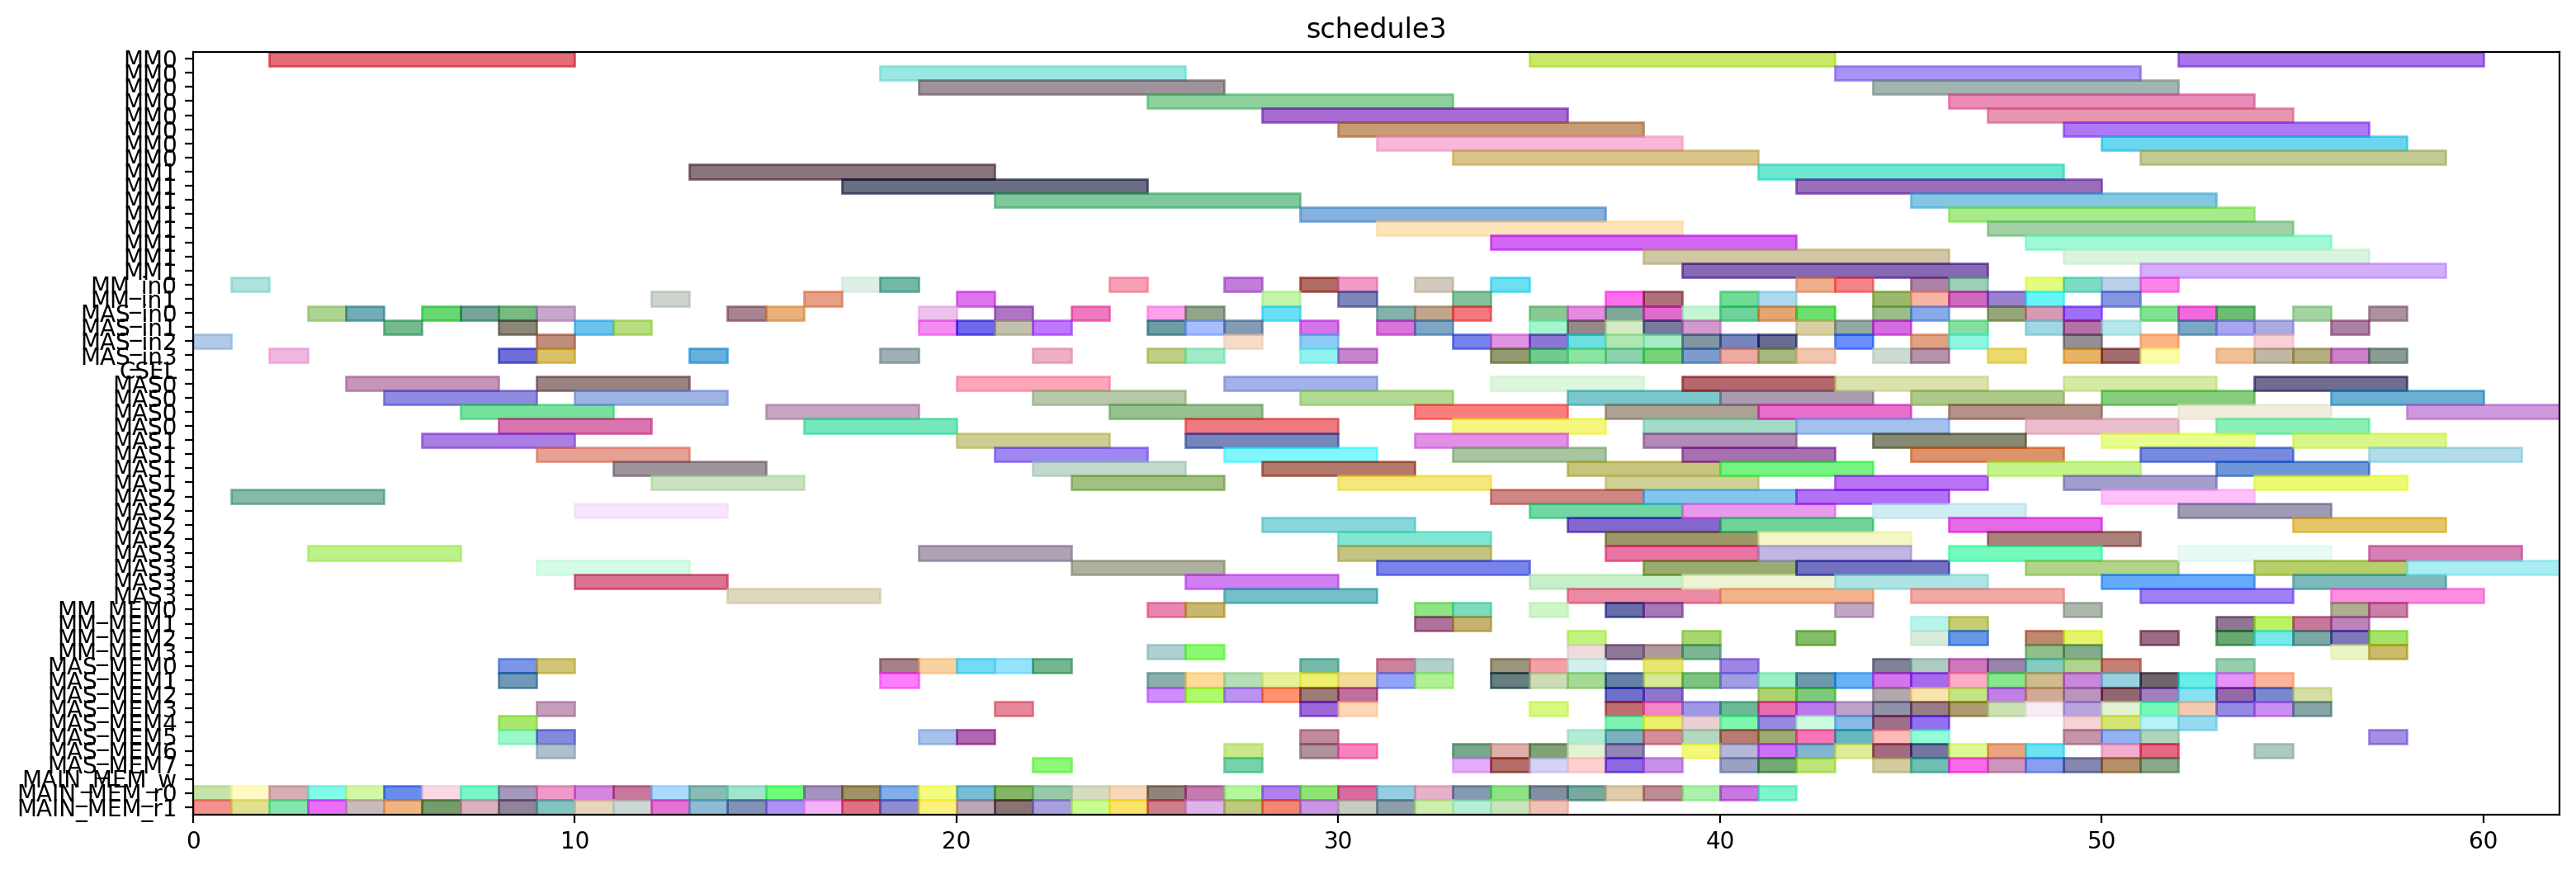 schedule3
MM0
MM0
MM0
MM0
MM0
MM0
MM0
MM0
MM1
MM1
MM1
MM1
MM1
MM1
MM1
MM1
MM_in0
MM_in1
MAS_in0
MAS_in1
MAS_in2
MAS_in3
CSEL
MAS0
MAS0
MAS0
MAS0
MAS1
MAS1
MAS1
MAS1
MAS2
MAS2
MAS2
MAS2
MAS3
MAS3
MAS3
MAS3
MM_MEM0
MM_MEM1
MM_MEM2
MM_MEM3
MAS_MEM0
MAS_MEM1
MAS_MEM2
MAS_MEM3
MAS_MEM4
MAS_MEM5
MAS_MEM6
MAS_MEM7
MAIN_MEM_w
MAIN_MEM_r0
MAIN_MEM_r1
0 10 20 30 40 50 60